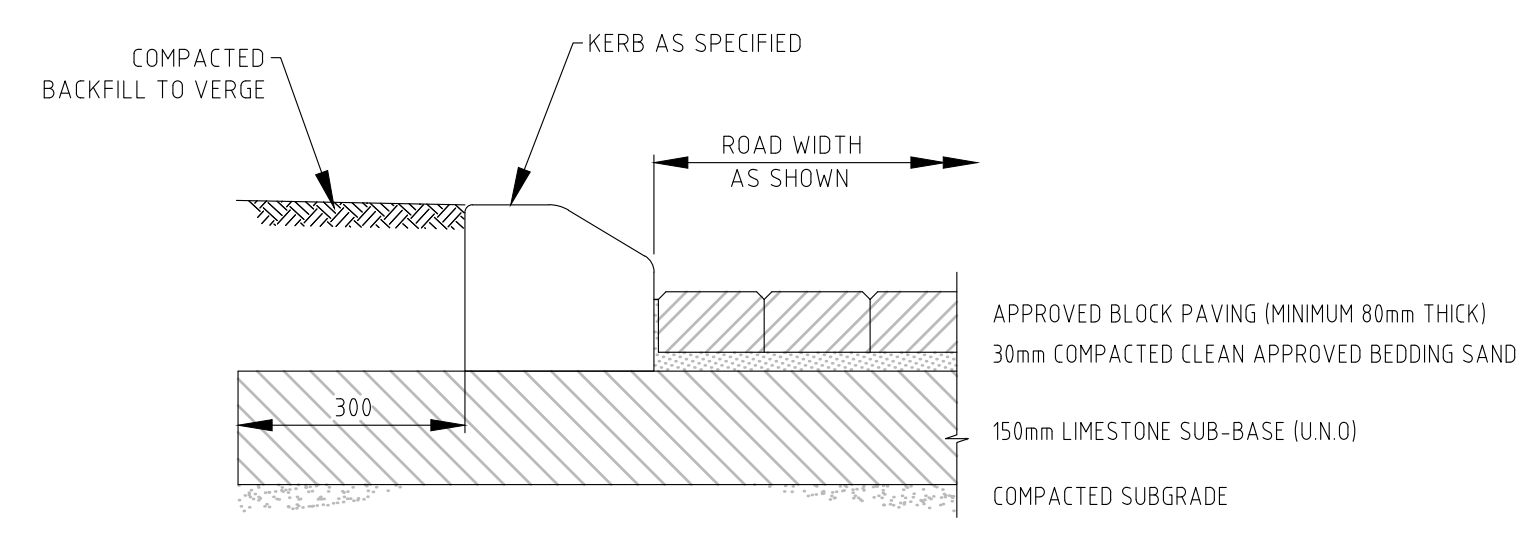 KERB AS SPECIFIED
COMPACTED
BACKFILL TO VERGE
ROAD WIDTH
AS SHOWN
APPROVED BLOCK PAVING (MINIMUM 80mm THICK)
30mm COMPACTED CLEAN APPROVED BEDDING SAND
300
150mm LIMESTONE SUB-BASE (U.N.O)
COMPACTED SUBGRADE